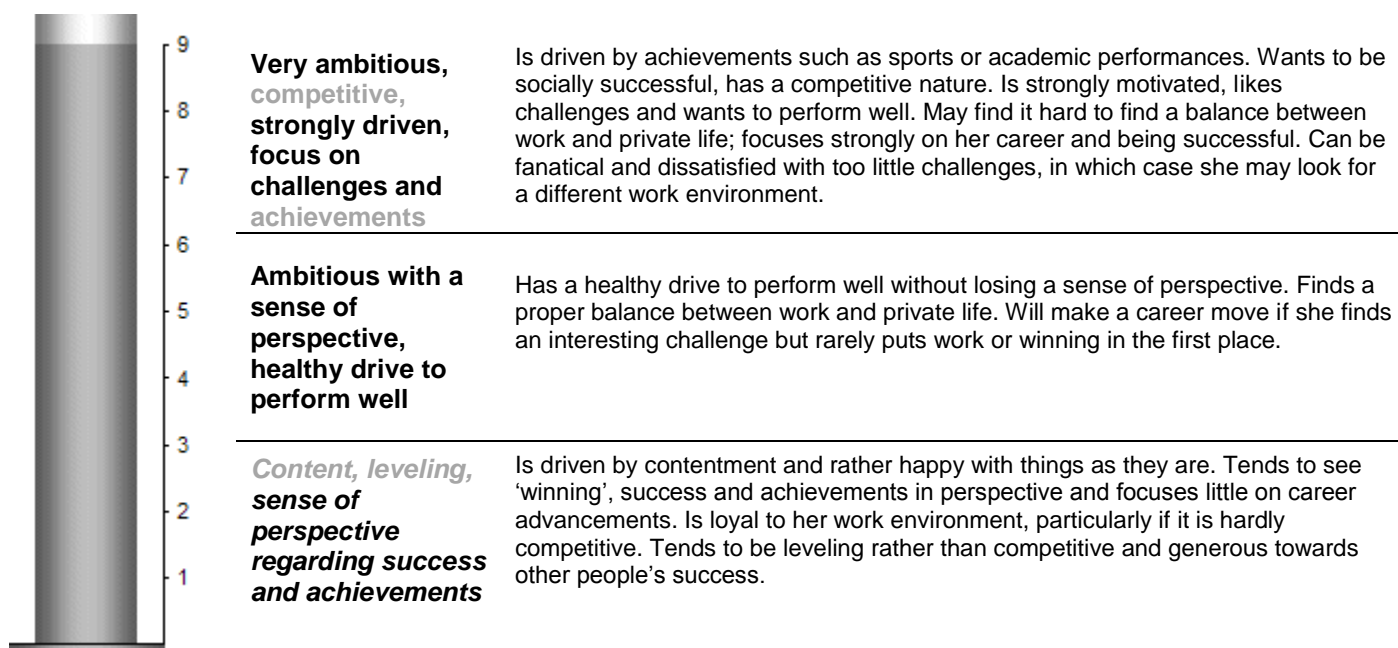 9
8
7
6
5
4
3
2
1
Very ambitious,
competitive,
strongly driven,
focus on
challenges and
achievements
Is driven by achievements such as sports or academic performances. Wants to be
socially successful, has a competitive nature. Is strongly motivated, likes
challenges and wants to perform well. May find it hard to find a balance between
work and private life; focuses strongly on her career and being successful. Can be
fanatical and dissatisfied with too little challenges, in which case she may look for
a different work environment.
Ambitious with a
sense of
perspective,
healthy drive to
perform well
Has a healthy drive to perform well without losing a sense of perspective. Finds a
proper balance between work and private life. Will make a career move if she finds
an interesting challenge but rarely puts work or winning in the first place.
Content, leveling,
sense of
perspective
regarding success
and achievements
Is driven by contentment and rather happy with things as they are. Tends to see
‘winning’, success and achievements in perspective and focuses little on career
advancements. Is loyal to her work environment, particularly if it is hardly
competitive. Tends to be leveling rather than competitive and generous towards
other people’s success.